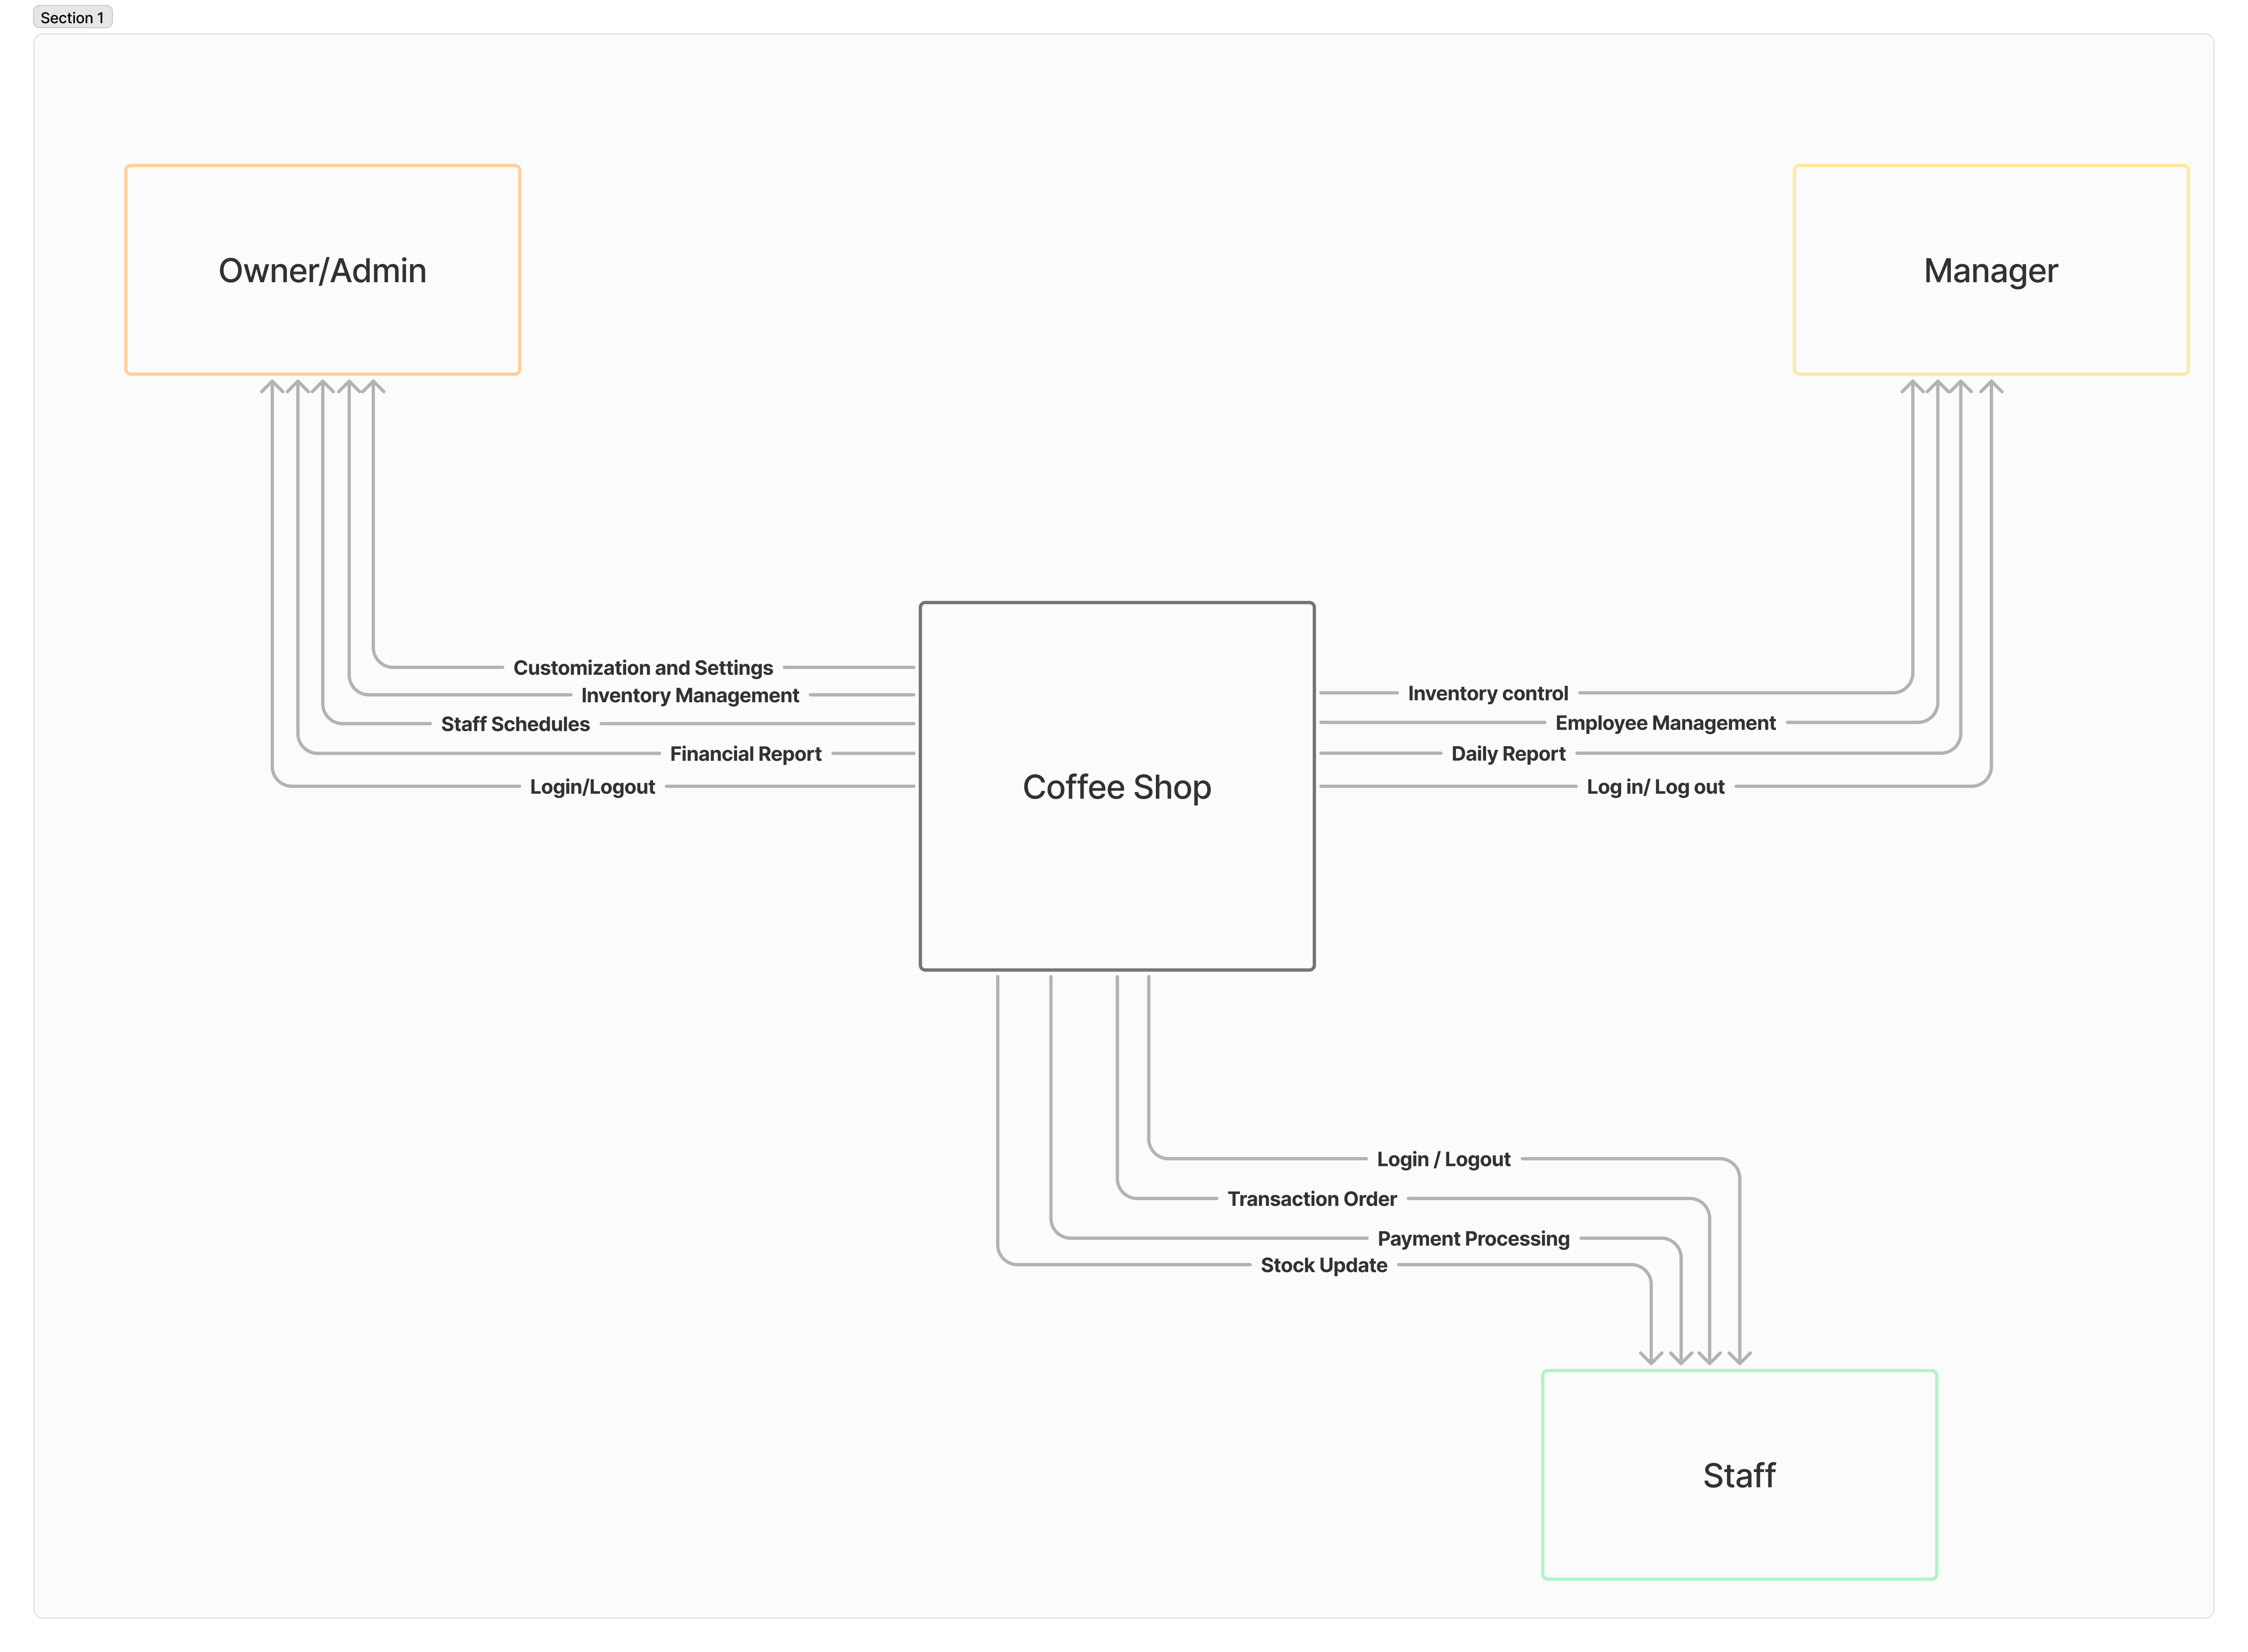 Section 1
Owner/Admin
Manager
Customization and Settings
Inventory Management
Staff Schedules
Financial Report
Login/Logout
Coffee Shop
Inventory control
Employee Management
Daily Report
Log in/ Log out
Login / Logout
Transaction Order
Payment Processing
Stock Update
Staff